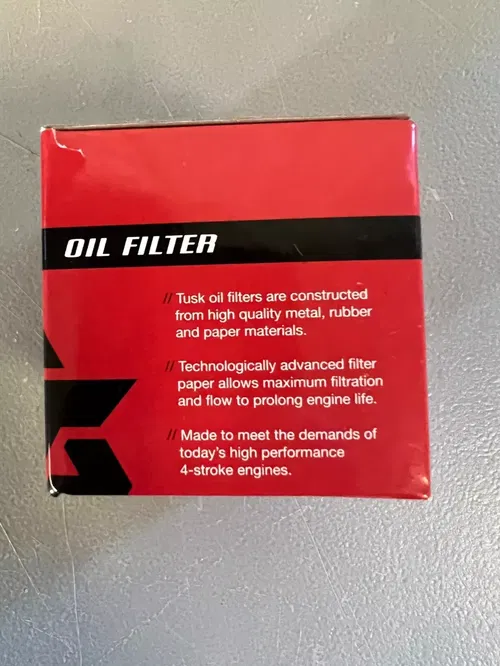 OIL FILTER
// Tusk oil filters are constructed
from high quality metal, rubber
and paper materials.
// Technologically advanced filter
paper allows maximum filtration
and flow to prolong engine life.
// Made to meet the demands of
today's high performance
4-stroke engines.